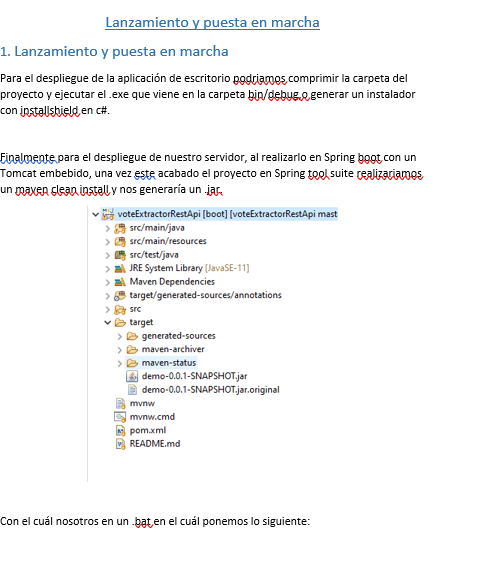 Lanzamiento y puesta en marcha
1. Lanzamiento y puesta en marcha
Para el despliegue de la aplicación de escritorio podriamos comprimir la carpeta del
proyecto y ejecutar el .exe que viene en la carpeta bin/debug o generar un instalador
con installshield en c#.
Finalmente para el despliegue de nuestro servidor, al realizarlo en Spring boot con un
Tomcat embebido, una vez este acabado el proyecto en Spring tool suite realizariamos
un maven clean install y nos generaría un .jar.
voteExtractorRestApi [boot] [voteExtractorRestApi mast
src/main/java
src/main/resources
src/test/java
JRE System Library [JavaSE-11]
Maven Dependencies
target/generated-sources/annotations
src
target
generated-sources
maven-archiver
maven-status
demo-0.0.1-SNAPSHOT.jar
demo-0.0.1-SNAPSHOT.jar.original
mvnw
mvnw.cmd
pom.xml
README.md
Con el cuál nosotros en un .bat en el cuál ponemos lo siguiente: